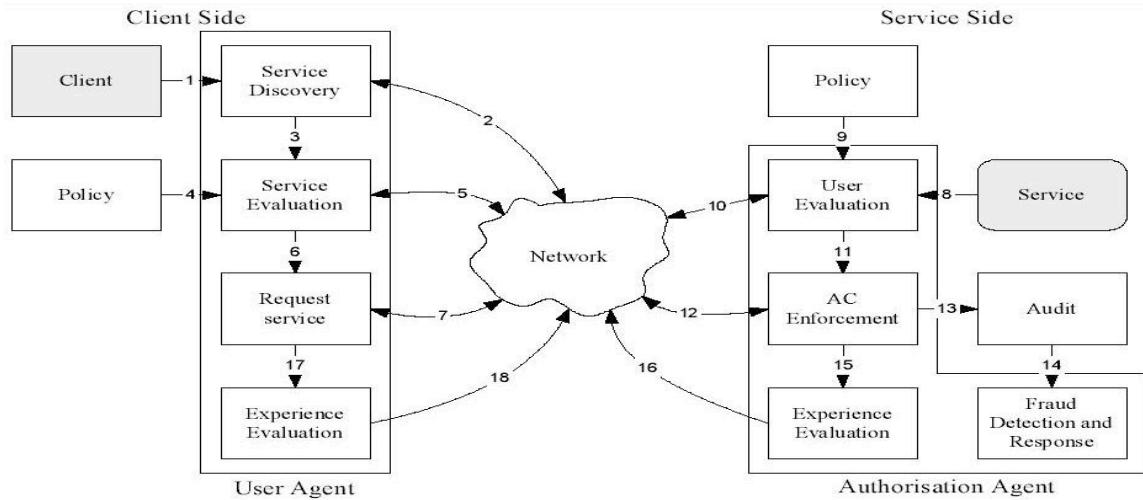 Client Side
Service Side
Client
1
Service
Discovery
2
Policy
3
9
Policy
4
Service
Evaluation
5
10
User
Evaluation
8
Service
6
Network
11
Request
service
7
12
AC
Enforcement
13
Audit
17
18
16
15
14
Experience
Evaluation
Experience
Evaluation
Fraud
Detection and
Response
User Agent
Authorisation Agent